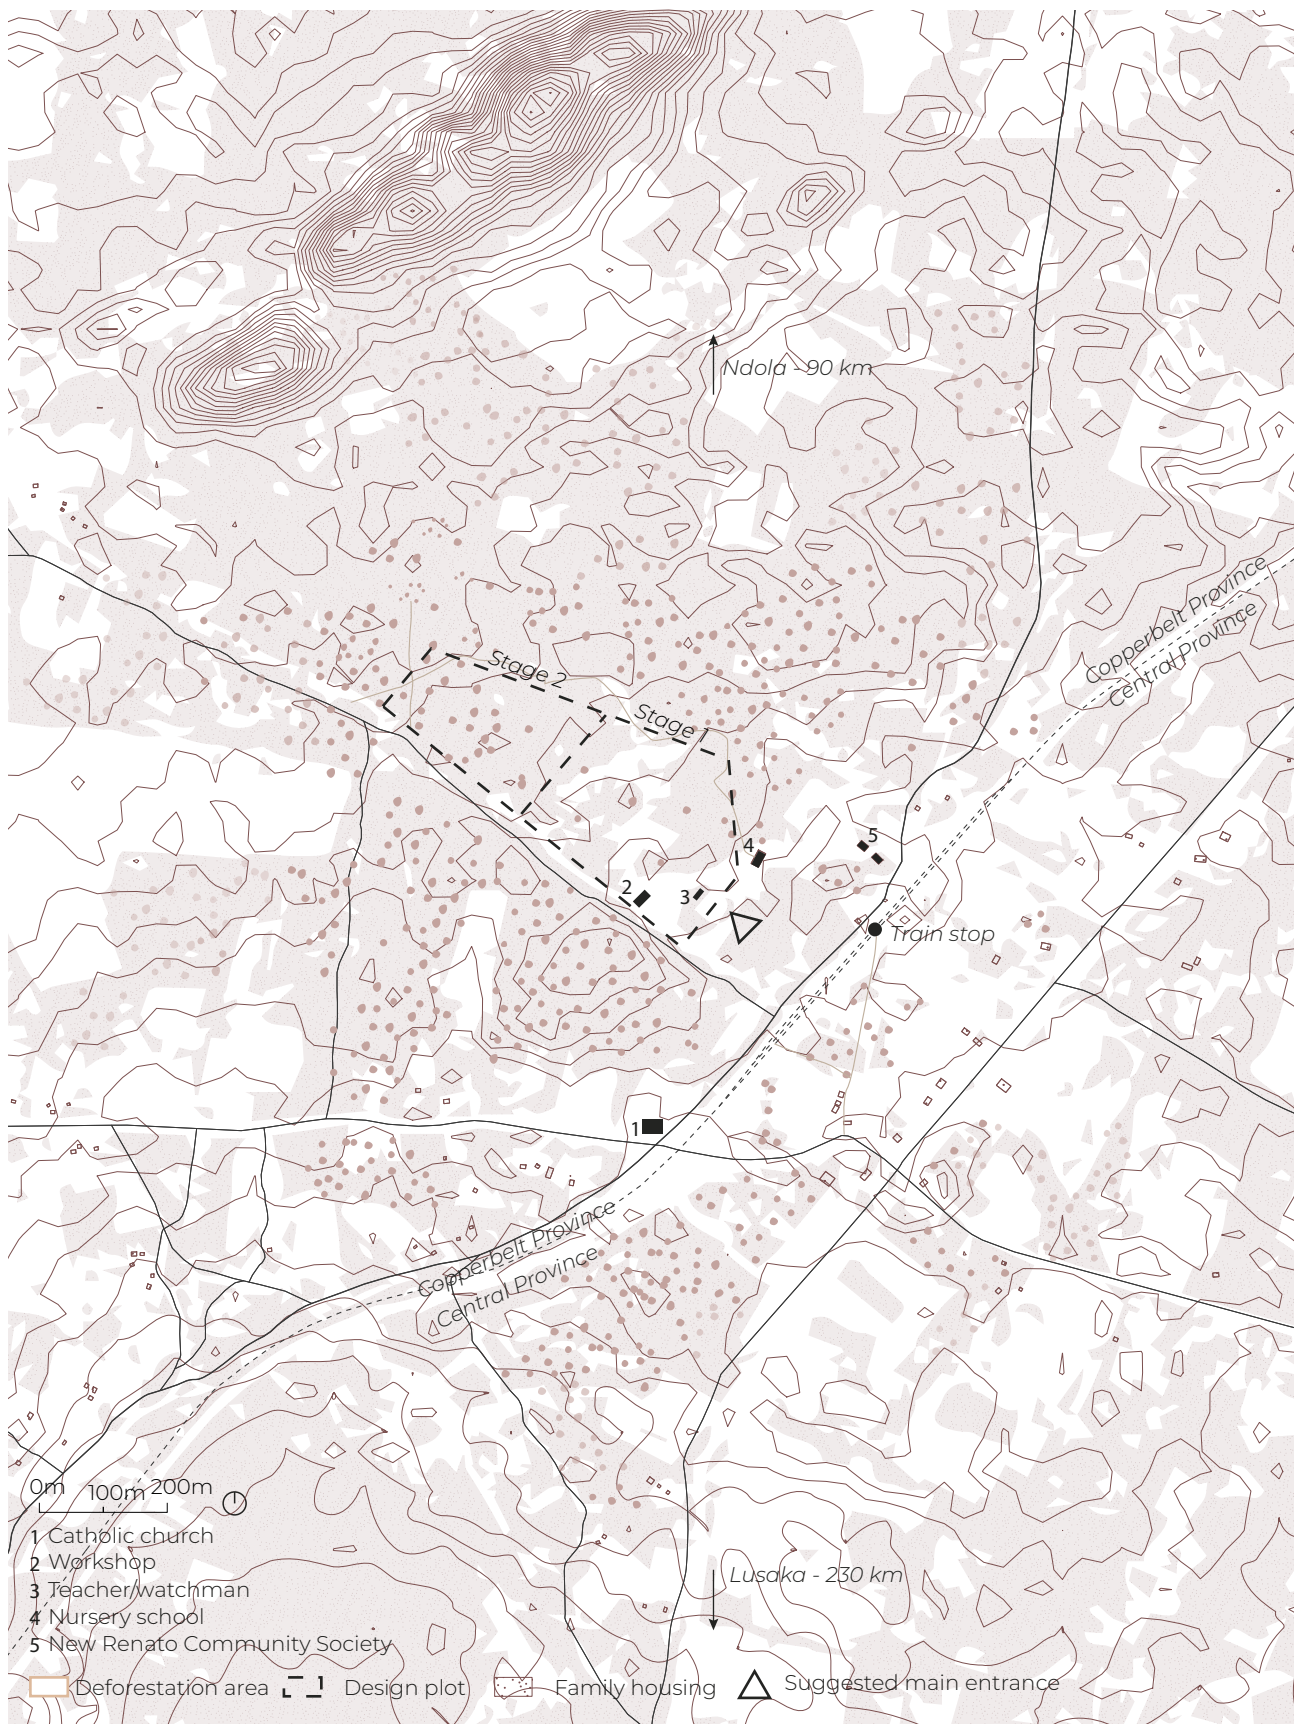 Ndola - 90 km
Copperbelt Province
Central Province
Stage 2
Stage 1
5
4
2
3
Train stop
1
Copperbelt Province
Central Province
0m 100m 200m
1 Catholic church
2 Workshop
3 Teacher/watchman
4 Nursery school
5 New Renato Community Society
Lusaka - 230 km
Deforestation area Design plot Family housing Suggested main entrance